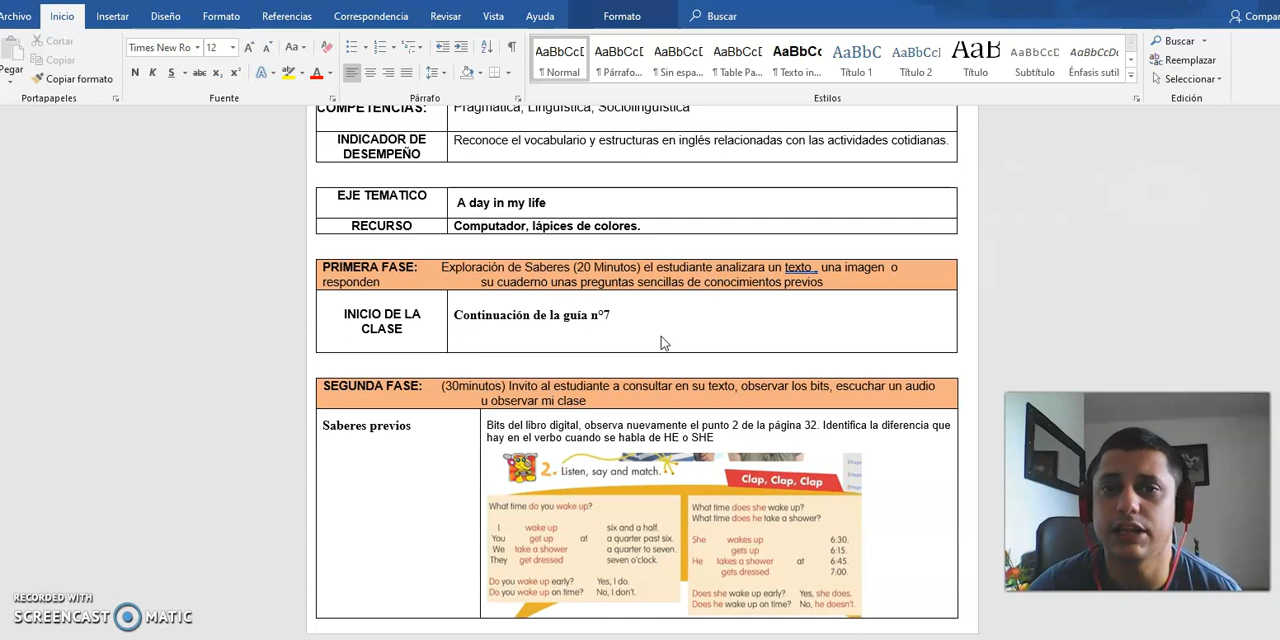 Archivo Inicio Insertar Diseño Formato Referencias Correspondencia Revisar Vista Ayuda Formato Buscar Compar
Cortar
Copiar
Pegar
Copiar formato
Portapapeles
Times New Ro 12
Aa
N K S abc x₂ x² A A
Fuente
Párrafo
AaBbCcI AaBbCcD AaBbCcD AaBbCcD AaBbCc AaBbC AaBbCcI AaB AaBbCcD AaBbCcD
¶ Normal ¶ Párrafo... ¶ Sin espa... ¶ Table Pa... ¶ Texto in... Título 1 Título 2 Título Subtítulo Énfasis sutil
Estilos
Buscar
Reemplazar
Seleccionar
Edición
COMPETENCIAS: Pragmática, Lingüística, Sociolingüística
INDICADOR DE DESEMPEÑO
Reconoce el vocabulario y estructuras en inglés relacionadas con las actividades cotidianas.
EJE TEMATICO A day in my life
RECURSO Computador, lápices de colores.
PRIMERA FASE: Exploración de Saberes (20 Minutos) el estudiante analizara un texto , una imagen o
responden su cuaderno unas preguntas sencillas de conocimientos previos
INICIO DE LA CLASE
Continuación de la guía n°7
SEGUNDA FASE: (30minutos) Invito al estudiante a consultar en su texto, observar los bits, escuchar un audio
u observar mi clase
Saberes previos
Bits del libro digital, observa nuevamente el punto 2 de la página 32. Identifica la diferencia que
hay en el verbo cuando se habla de HE o SHE
2. Listen, say and match.
Clap, Clap, Clap
What time do you wake up?
I wake up six and a half.
You get up at a quarter past six.
We take a shower a quarter to seven.
They get dressed seven o'clock.
Do you wake up early? Yes, I do.
Do you wake up on time? No, I don't.
What time does she wake up?
What time does he take a shower?
She wakes up 6:30.
gets up 6:15.
He takes a shower at 6:45.
gets dressed 7:00.
Does she wake up early? Yes, she does.
Does he wake up on time? No, he doesn't.
RECORDED WITH
SCREENCAST MATIC